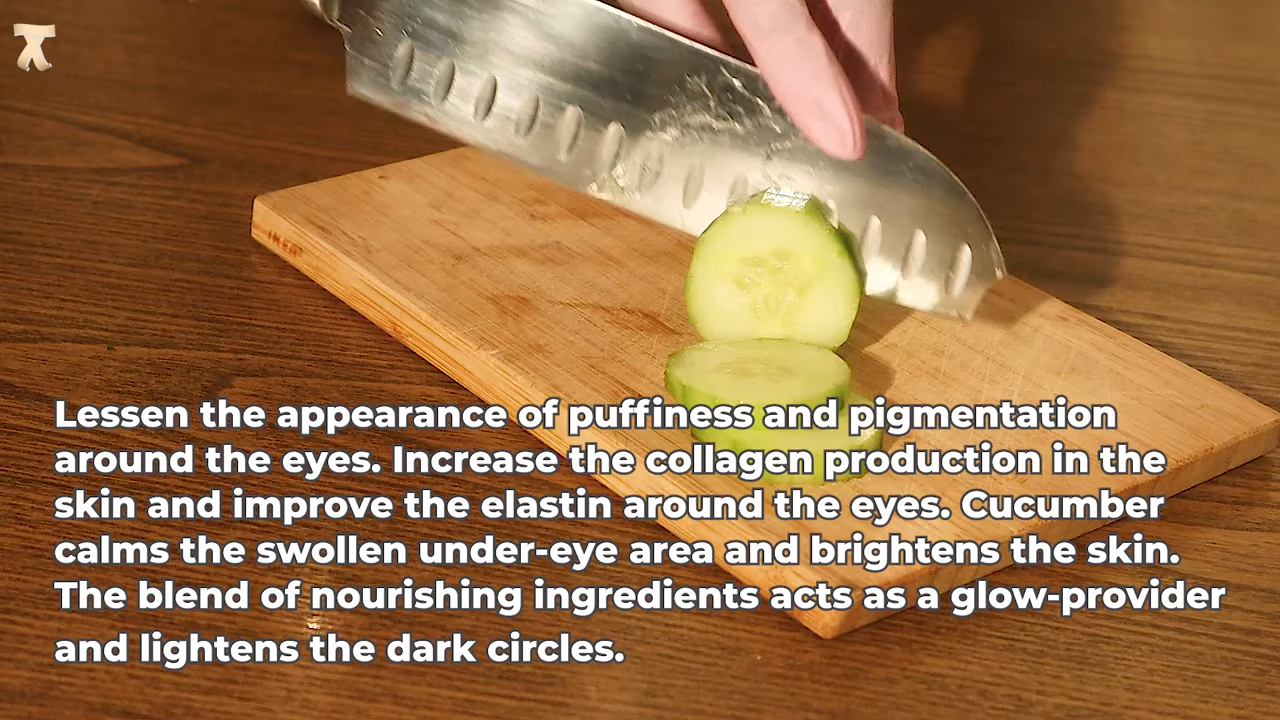 Lessen the appearance of puffiness and pigmentation
around the eyes. Increase the collagen production in the
skin and improve the elastin around the eyes. Cucumber
calms the swollen under-eye area and brightens the skin.
The blend of nourishing ingredients acts as a glow-provider
and lightens the dark circles.